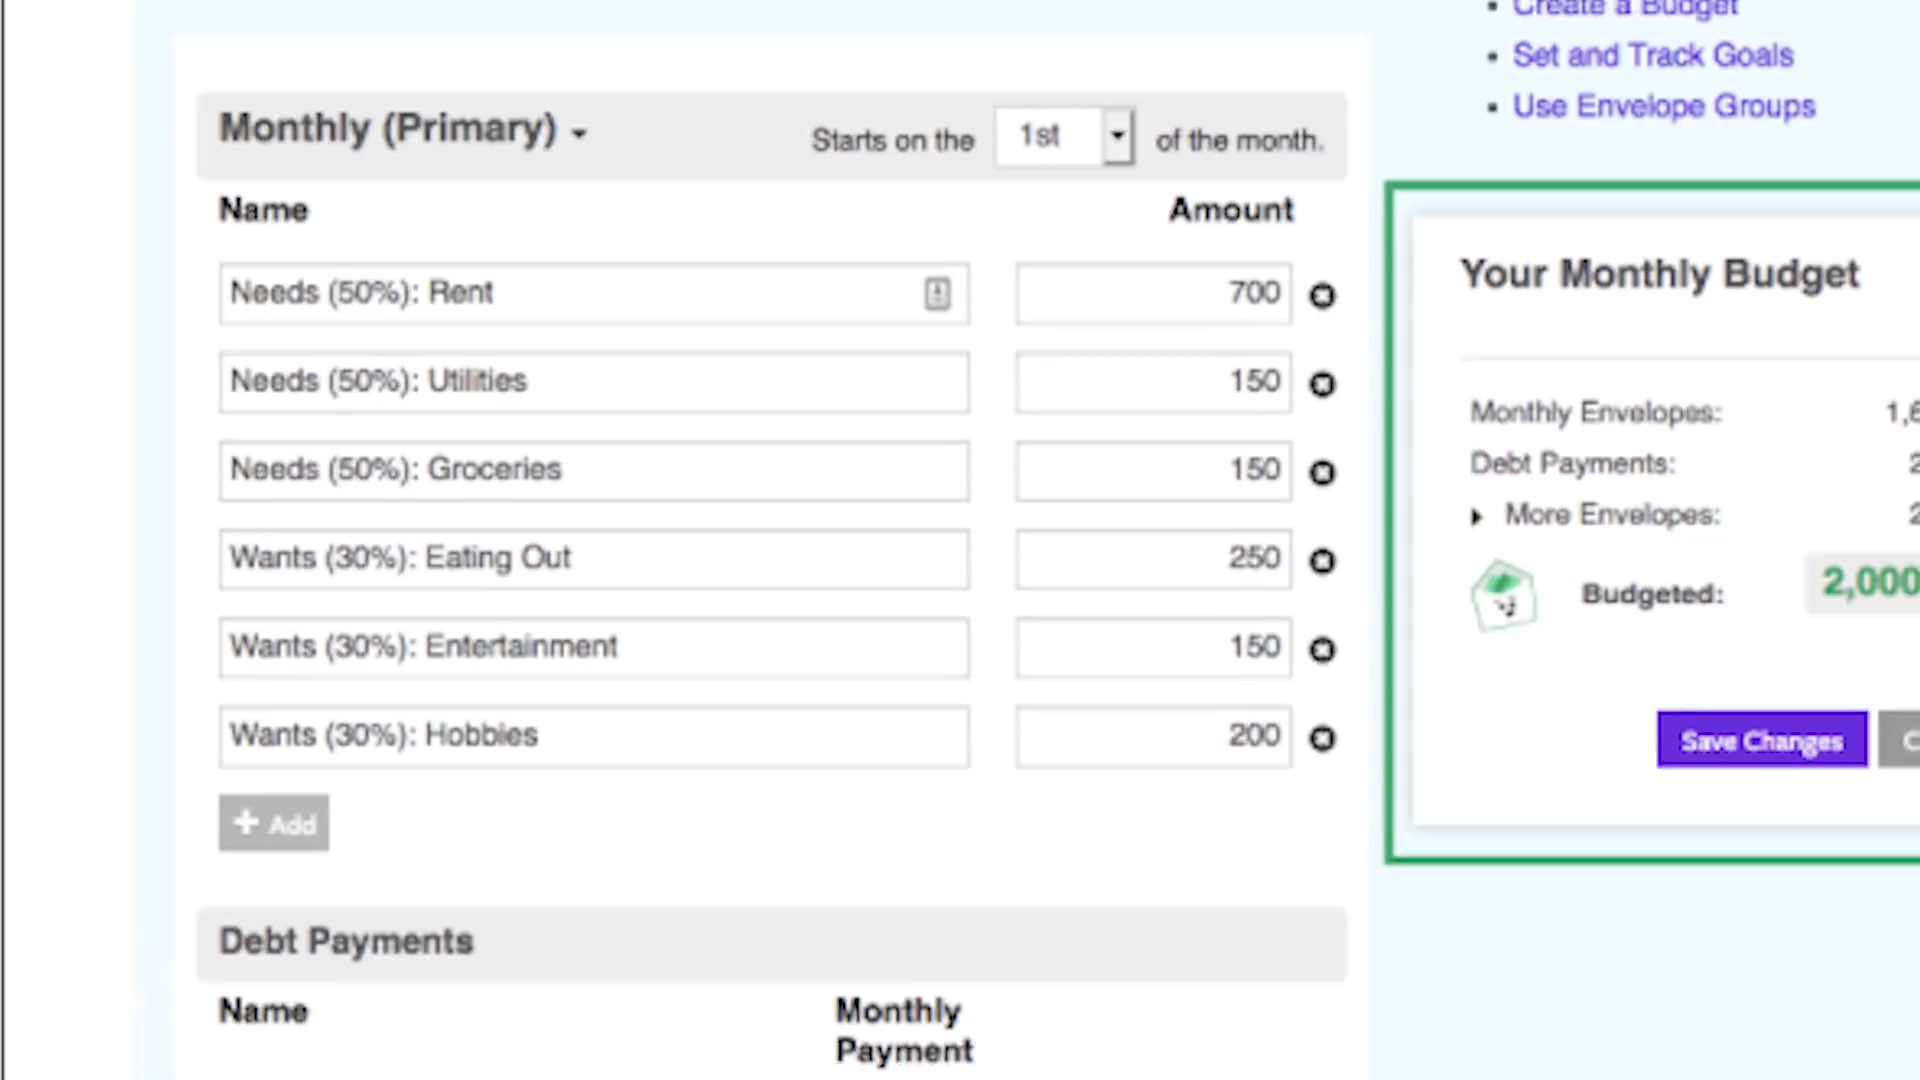 Create a Budget
Set and Track Goals
Use Envelope Groups
Monthly (Primary)
Starts on the 1st of the month.
Name Amount
Needs (50%): Rent 700
Needs (50%): Utilities 150
Needs (50%): Groceries 150
Wants (30%): Eating Out 250
Wants (30%): Entertainment 150
Wants (30%): Hobbies 200
+ Add
Debt Payments
Name Monthly
Payment
Your Monthly Budget
Monthly Envelopes:
Debt Payments:
More Envelopes:
Budgeted: 2,000
Save Changes